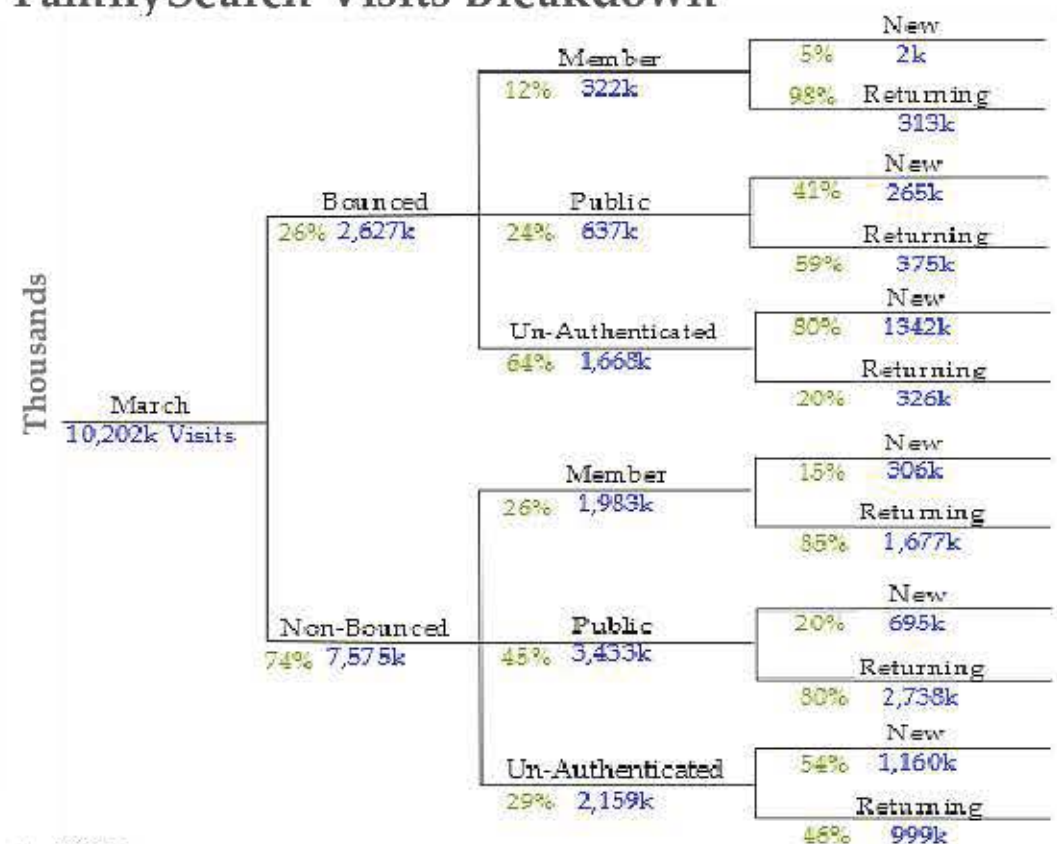 FamilySearch Visits Breakdown
Thousands
March
10,202k Visits
Bounced
26% 2,627k
Member
12% 322k
New
5% 2k
98% Returning
313k
Public
24% 637k
New
41% 265k
Returning
59% 375k
Un-Authenticated
64% 1,668k
New
80% 1342k
Returning
20% 326k
Non-Bounced
74% 7,575k
Member
26% 1,983k
New
15% 306k
Returning
85% 1,677k
Public
45% 3,433k
New
20% 695k
Returning
80% 2,738k
Un-Authenticated
29% 2,159k
New
54% 1,160k
Returning
46% 999k